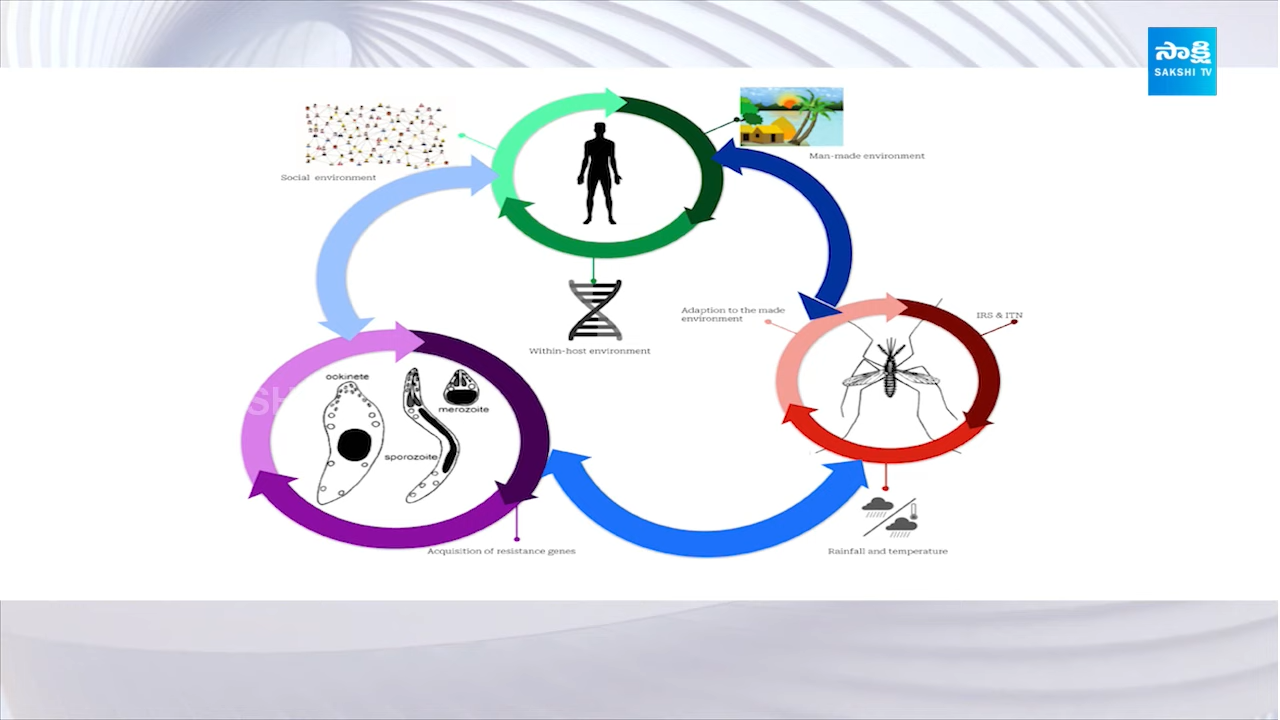 సాక్షి
SAKSHI TV
Man-made environment
Social environment
Adaption to the made
environment
IRS & ITN
Within-host environment
ookinete
merozoite
sporozoite
Acquisition of resistance genes
Rainfall and temperature